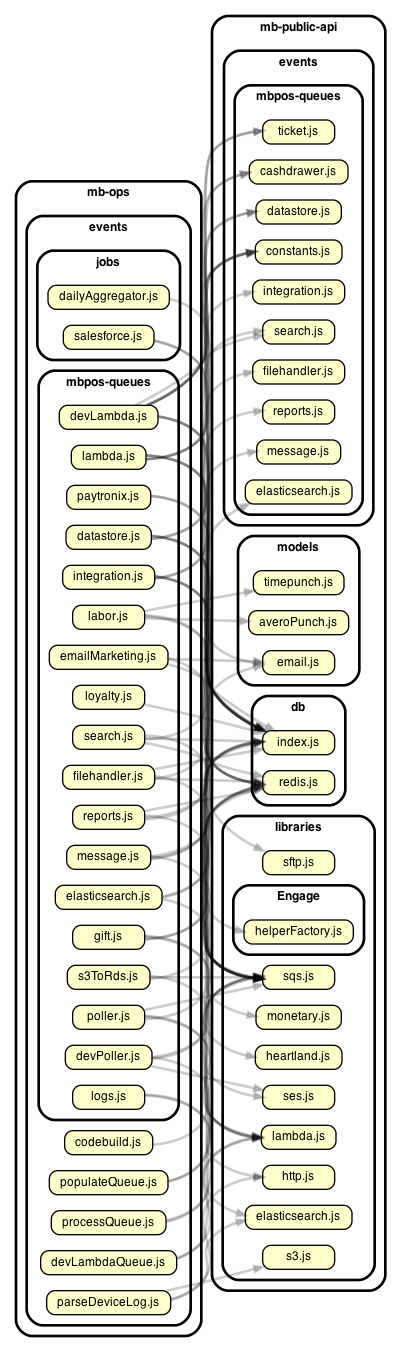 mb-public-api
events
mbpos-queues
ticket.js
cashdrawer.js
datastore.js
constants.js
integration.js
search.js
filehandler.js
reports.js
message.js
elasticsearch.js
models
timepunch.js
averoPunch.js
email.js
db
index.js
redis.js
libraries
sftp.js
Engage
helperFactory.js
sqs.js
monetary.js
heartland.js
ses.js
lambda.js
http.js
elasticsearch.js
s3.js
mb-ops
events
jobs
dailyAggregator.js
salesforce.js
mbpos-queues
devLambda.js
lambda.js
paytronix.js
datastore.js
integration.js
labor.js
emailMarketing.js
loyalty.js
search.js
filehandler.js
reports.js
message.js
elasticsearch.js
gift.js
s3ToRds.js
poller.js
devPoller.js
logs.js
codebuild.js
populateQueue.js
processQueue.js
devLambdaQueue.js
parseDeviceLog.js